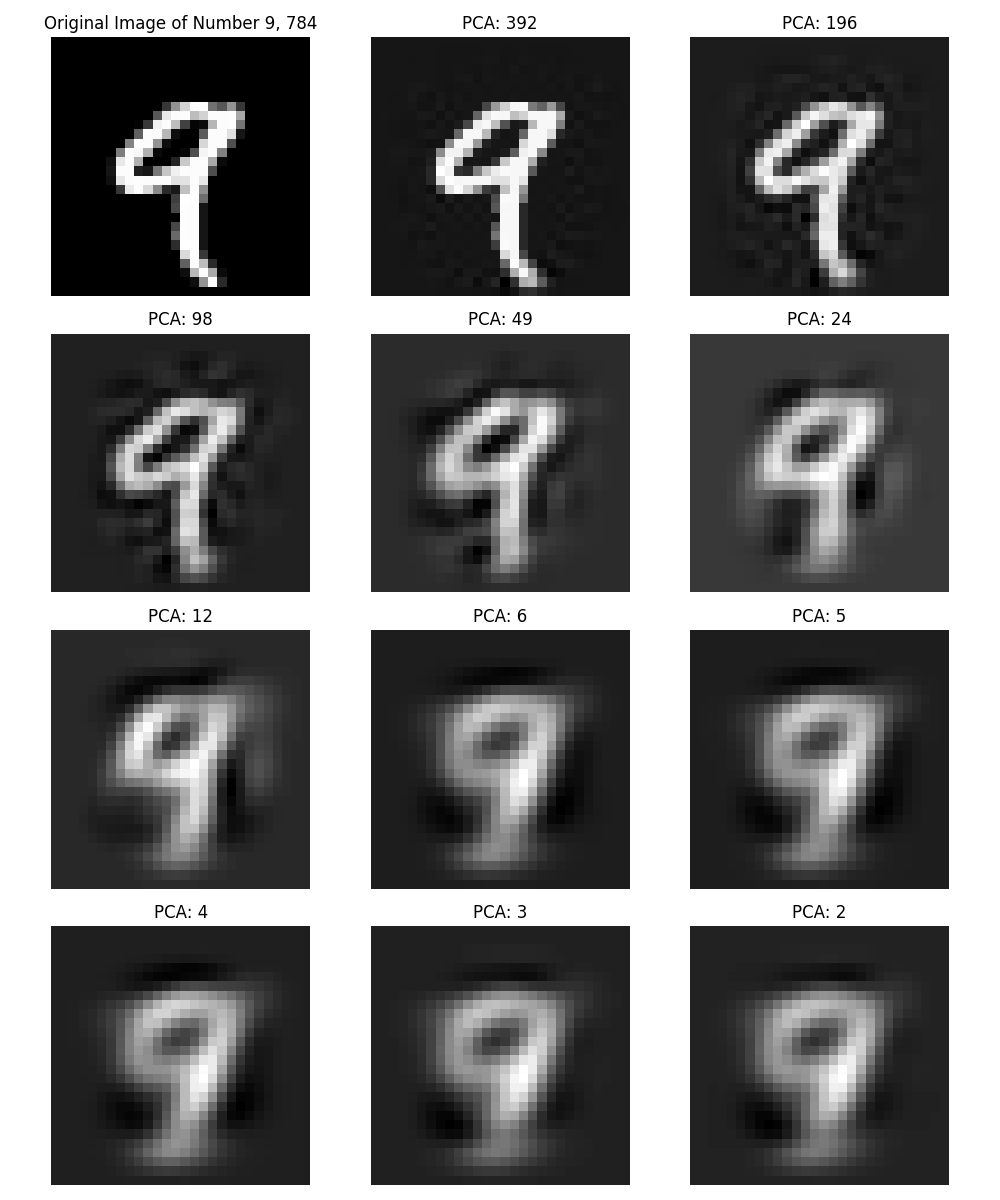 Original Image of Number 9, 784
PCA: 392
PCA: 196
PCA: 98
PCA: 49
PCA: 24
PCA: 12
PCA: 6
PCA: 5
PCA: 4
PCA: 3
PCA: 2